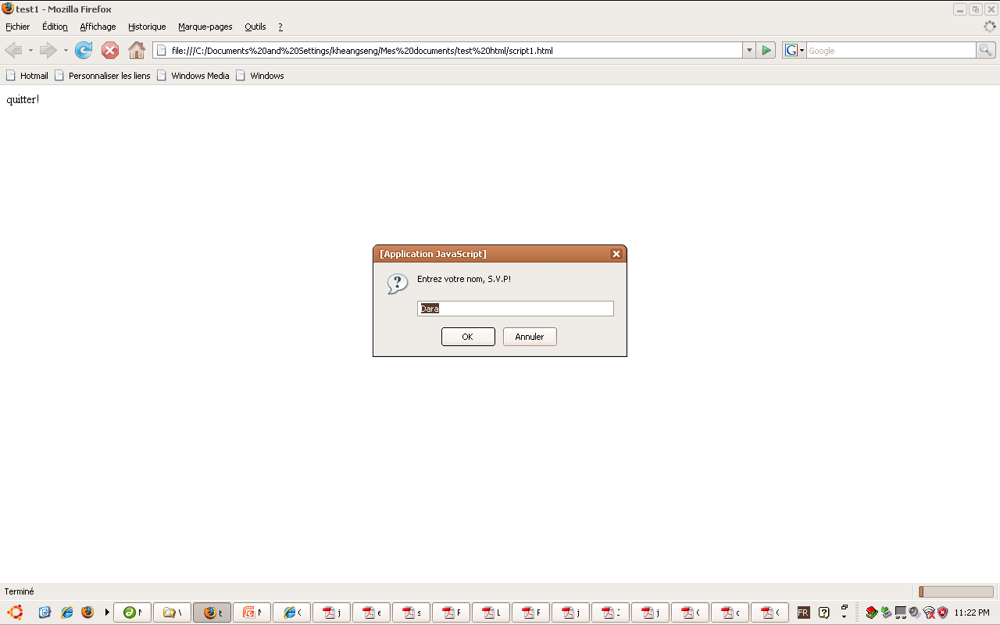 test1 - Mozilla Firefox
Fichier Édition Affichage Historique Marque-pages Outils ?
file:///C:/Documents%20and%20Settings/kheangseng/Mes%20documents/test%20html/script1.html
G Google
Hotmail Personnaliser les liens Windows Media Windows
quitter!
[Application JavaScript]
Entrez votre nom, S.V.P!
Dara
OK Annuler
Terminé
t j e s F L F j C c FR 11:22 PM